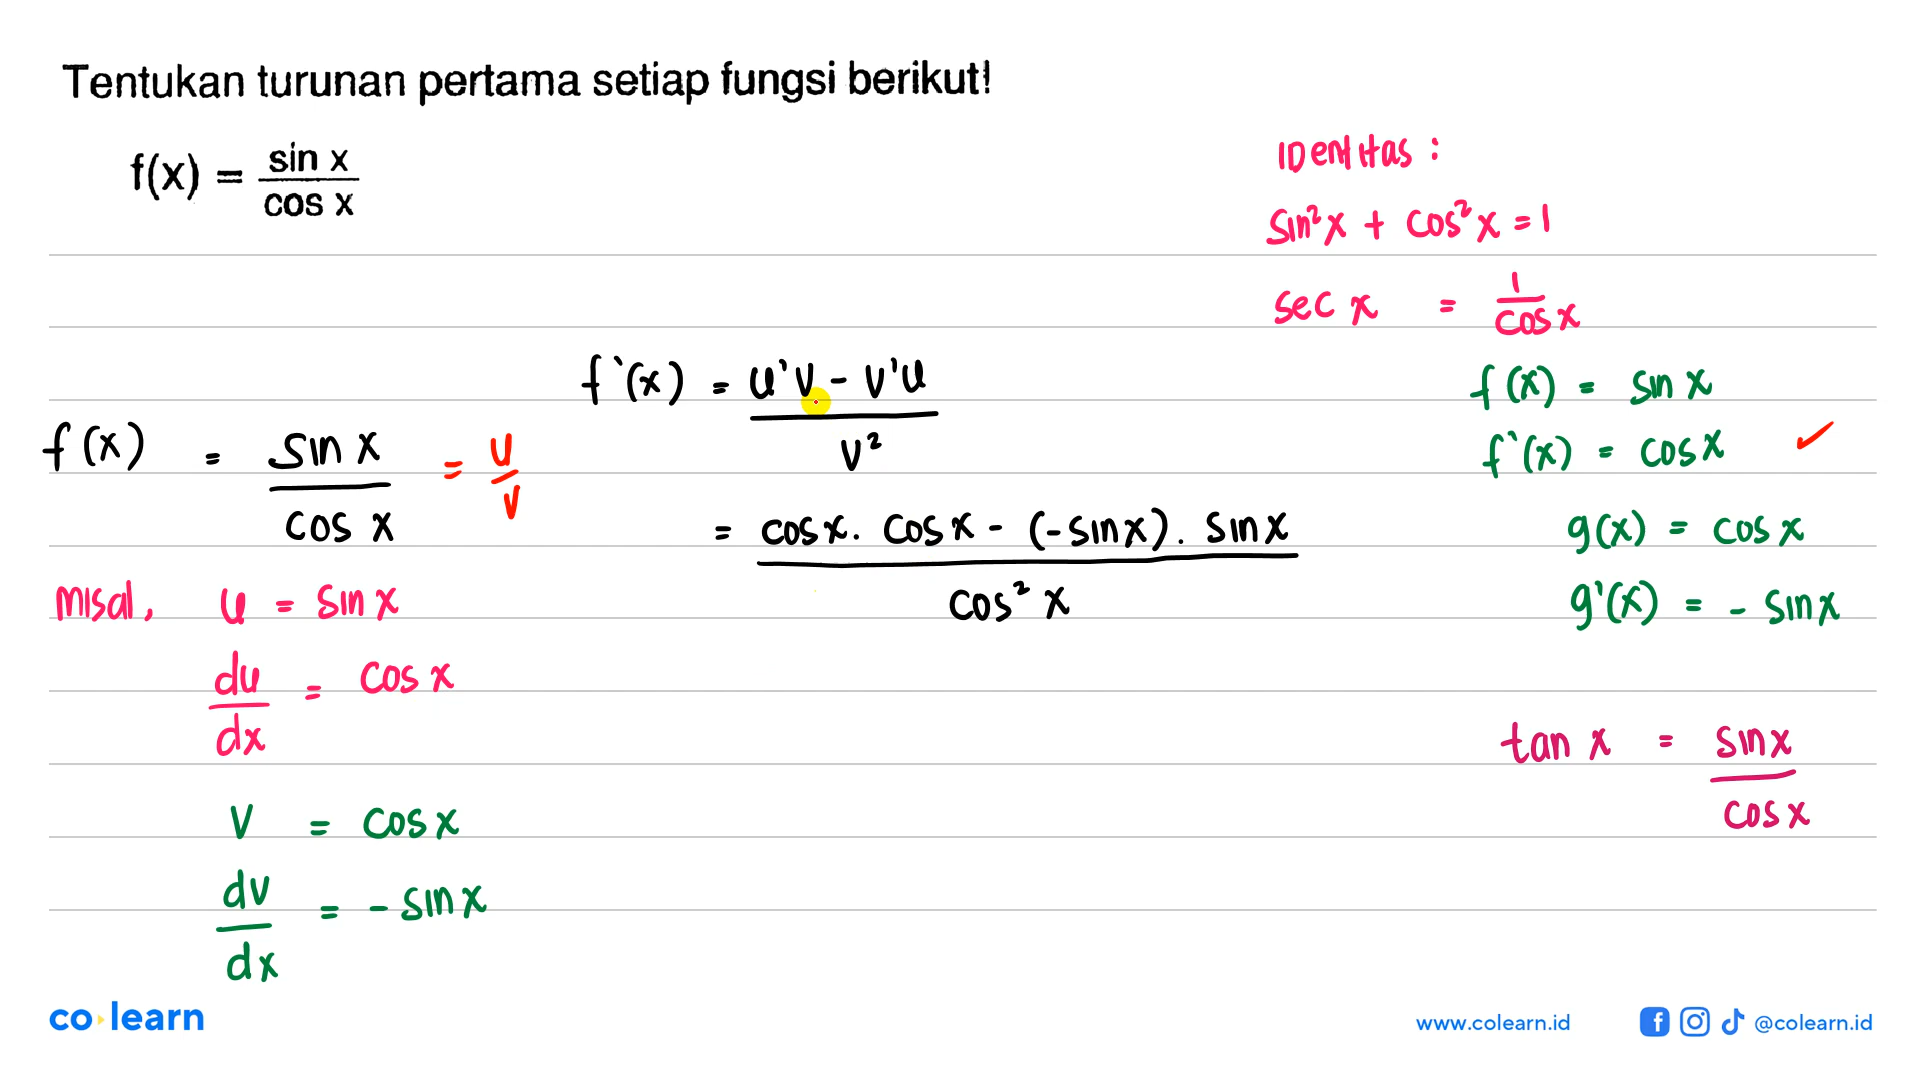 Tentukan turunan pertama setiap fungsi berikut!
f(x) = sin x / cos x
Identitas :
sin²x + cos²x = 1
sec x = 1 / cos x
f(x) = sin x
f'(x) = cos x ✓
g(x) = cos x
g'(x) = - sin x
tan x = sin x / cos x
f(x) = sin x / cos x = u / v
misal, u = sin x
du / dx = cos x
v = cos x
dv / dx = - sin x
f'(x) = u'v - v'u / v²
= cos x . cos x - (- sin x) . sin x / cos² x
co learn
www.colearn.id
@colearn.id